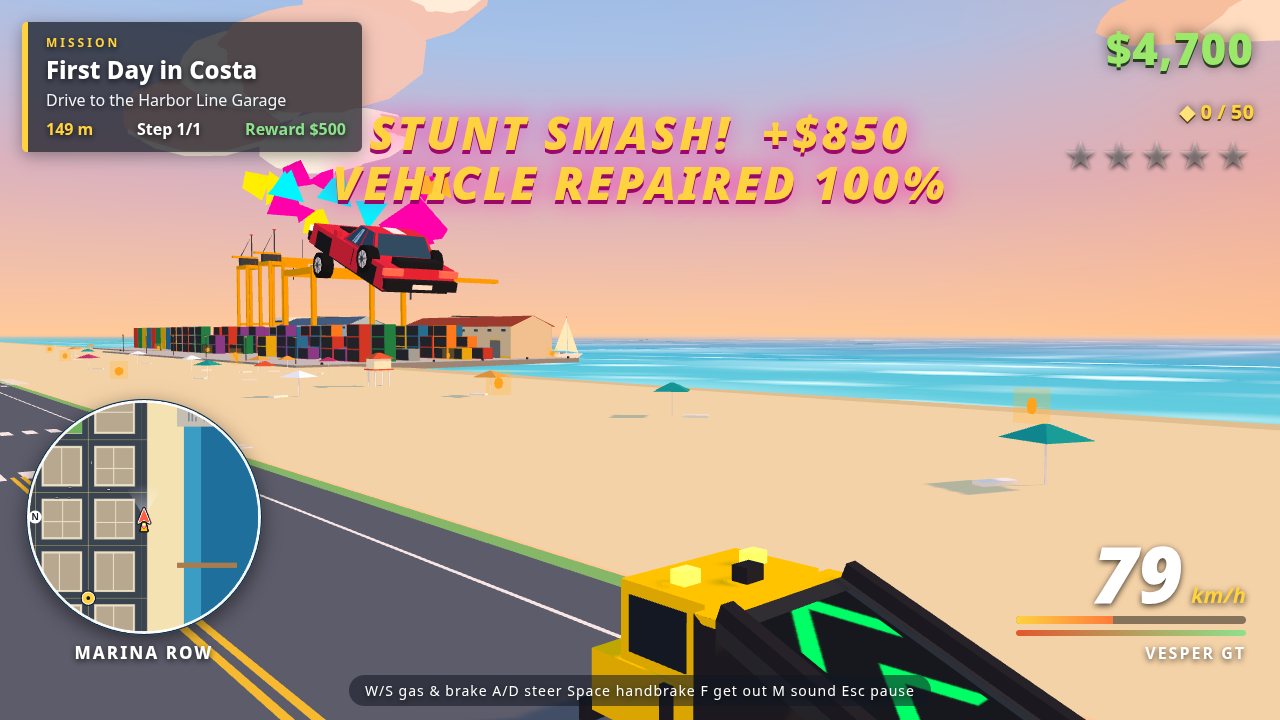 MISSION
First Day in Costa
Drive to the Harbor Line Garage
149 m Step 1/1 Reward $500
$4,700
0 / 50
STUNT SMASH! +$850
VEHICLE REPAIRED 100%
N
MARINA ROW
79 km/h
VESPER GT
W/S gas & brake A/D steer Space handbrake F get out M sound Esc pause